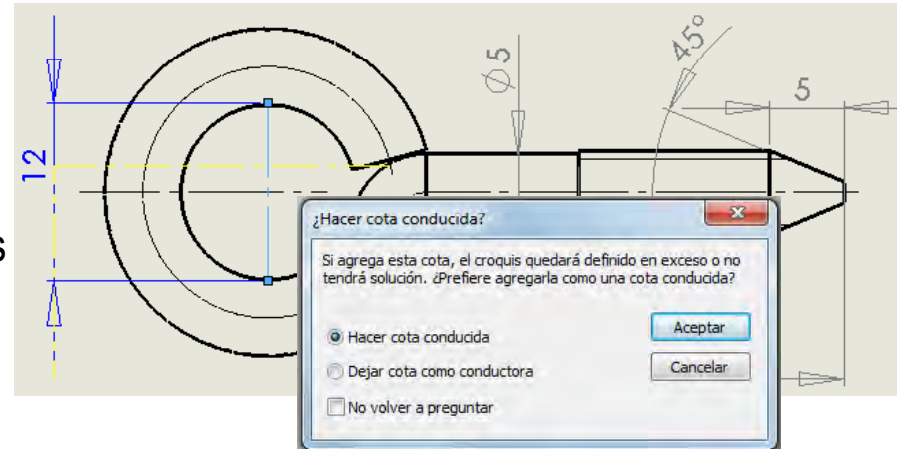 12
Ø5
45°
5
s
¿Hacer cota conducida?
Si agrega esta cota, el croquis quedará definido en exceso o no
tendrá solución. ¿Prefiere agregarla como una cota conducida?
Hacer cota conducida
Aceptar
Dejar cota como conductora
Cancelar
No volver a preguntar